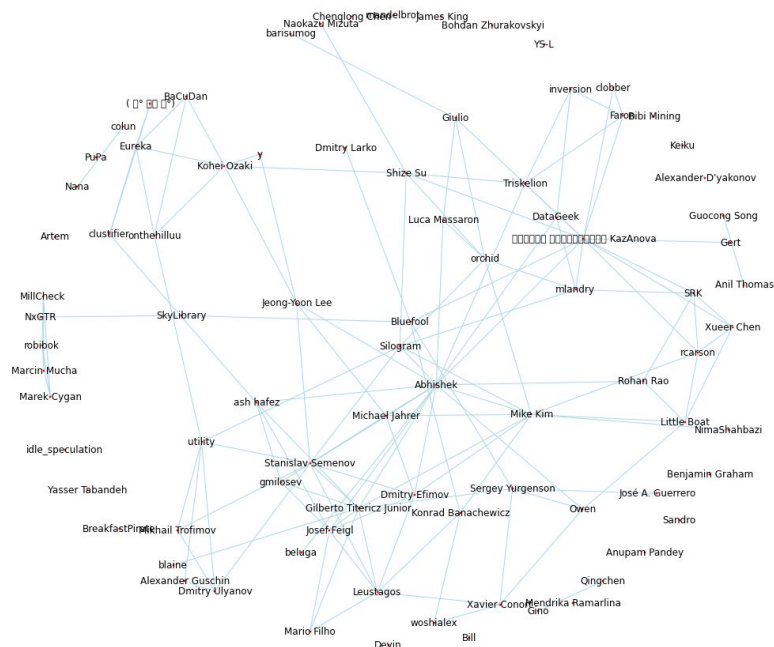 Chenglong Chen
mandelbrot
James King
Naokazu Mizuta
Bohdan Zhurakovskyi
barisumog
YS-L
inversion
clobber
BaCuDan
colun
Giulio
Faron
Bibi Mining
Eureka
Dmitry Larko
Keiku
PuPa
y
Kohei-Ozaki
Shize Su
Alexander-D'yakonov
Nana
Triskelion
Luca Massaron
DataGeek
Guocong Song
Artem
clustifier
onthehilluu
KazAnova
Gert
orchid
Anil Thomas
MillCheck
mlandry
SRK
Jeong-Yoon Lee
NxGTR
SkyLibrary
Bluefool
Xueer Chen
robibok
Silogram
rcarson
Marcin Mucha
Abhishek
Rohan Rao
Marek Cygan
ash hafez
Michael Jahrer
Mike Kim
Little Boat
NimaShahbazi
utility
idle_speculation
Stanislav Semenov
Benjamin Graham
gmilosev
Yasser Tabandeh
Dmitry Efimov
Sergey Yurgenson
José A. Guerrero
Gilberto Titericz Junior
Konrad Banachewicz
Owen
Sandro
BreakfastPirate
Mikhail Trofimov
Josef Feigl
beluga
Anupam Pandey
blaine
Alexander Guschin
Qingchen
Dmitry Ulyanov
Leustagos
Xavier Conort
Mendrika Ramarlina
Gino
woshialex
Mario Filho
Bill
Devin